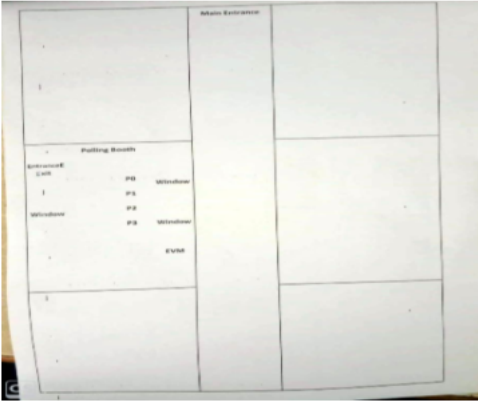 Main Entrance
Polling Booth
Entrance&
Exit
P0
Window
P1
P2
Window
P3
Window
EVM